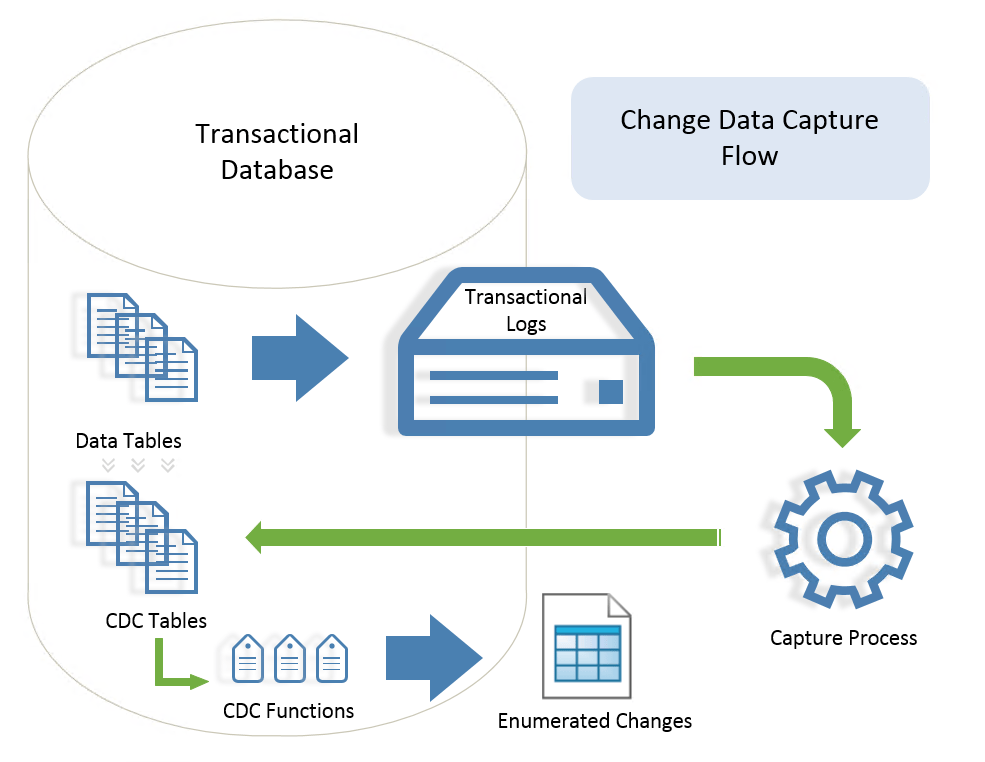 Transactional
Database
Change Data Capture
Flow
Transactional
Logs
Data Tables
CDC Tables
Capture Process
CDC Functions
Enumerated Changes